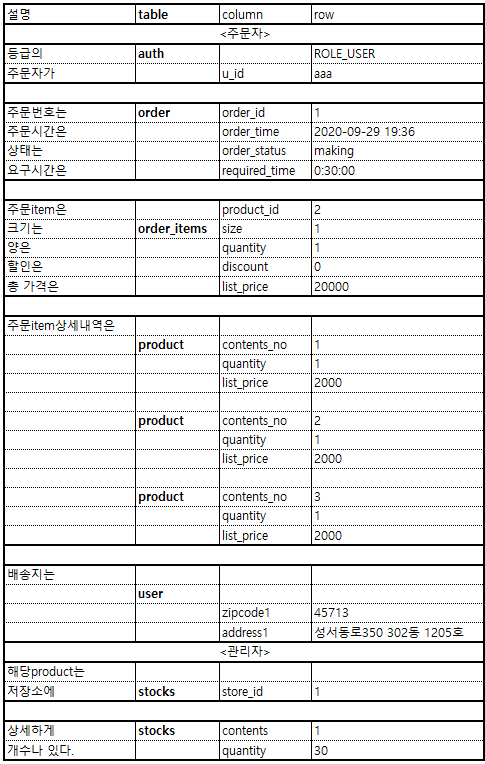 설명 table column row
<주문자>
등급의 auth ROLE_USER
주문자가 u_id aaa
주문번호는 order order_id 1
주문시간은 order_time 2020-09-29 19:36
상태는 order_status making
요구시간은 required_time 0:30:00
주문item은 product_id 2
크기는 order_items size 1
양은 quantity 1
할인은 discount 0
총 가격은 list_price 20000
주문item상세내역은
product contents_no 1
quantity 1
list_price 2000
product contents_no 2
quantity 1
list_price 2000
product contents_no 3
quantity 1
list_price 2000
배송지는
user
zipcode1 45713
address1 성서동로350 302동 1205호
<관리자>
해당product는
저장소에 stocks store_id 1
상세하게 stocks contents 1
개수나 있다. quantity 30